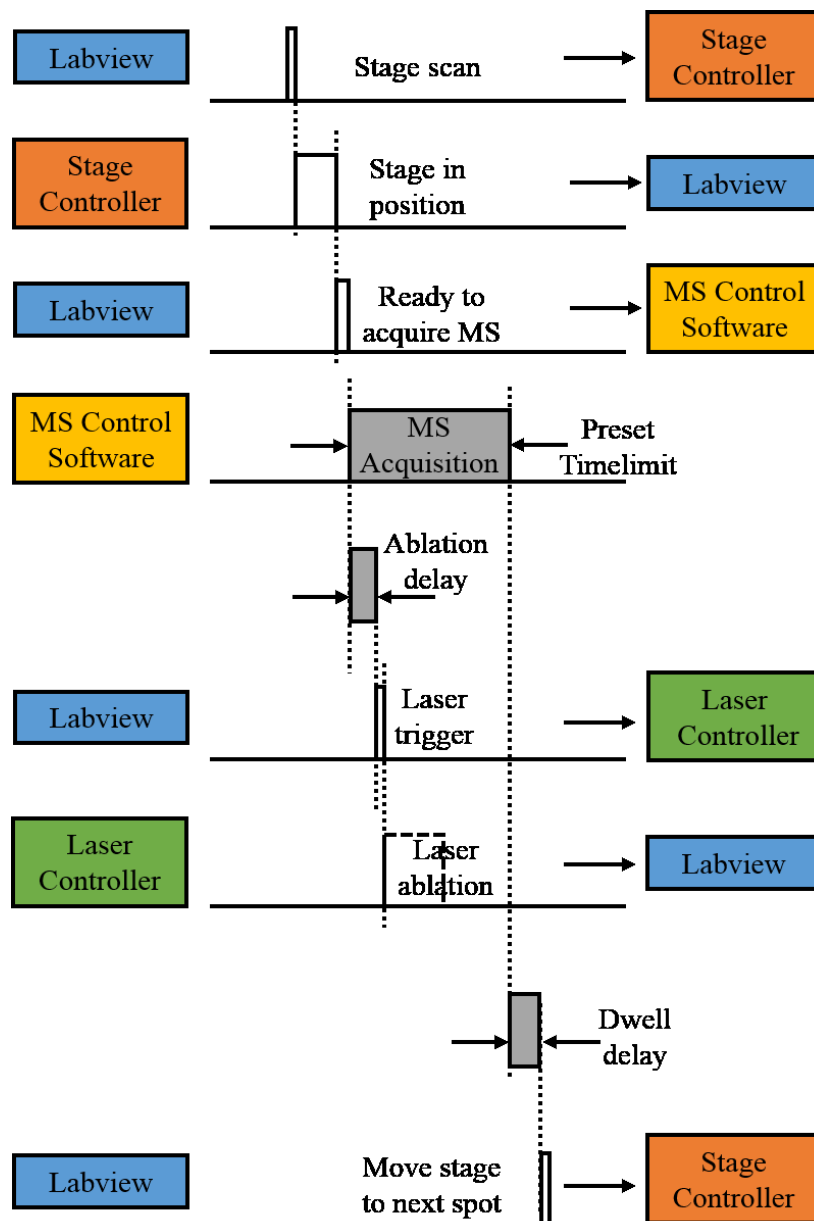 Labview
Stage scan
Stage
Controller
Stage
Controller
Stage in
position
Labview
Labview
Ready to
acquire MS
MS Control
Software
MS Control
Software
MS
Acquisition
Preset
Timelimit
Ablation
delay
Labview
Laser
trigger
Laser
Controller
Laser
Controller
Laser
ablation
Labview
Dwell
delay
Labview
Move stage
to next spot
Stage
Controller